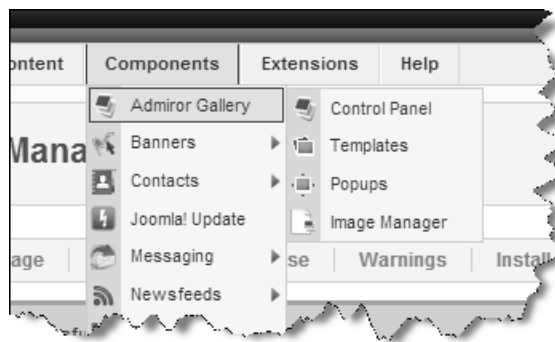 ontent Components Extensions Help
Admiror Gallery Control Panel
Mana Banners Templates
Contacts Popups
Joomla! Update Image Manager
age Messaging se Warnings Install
Newsfeeds